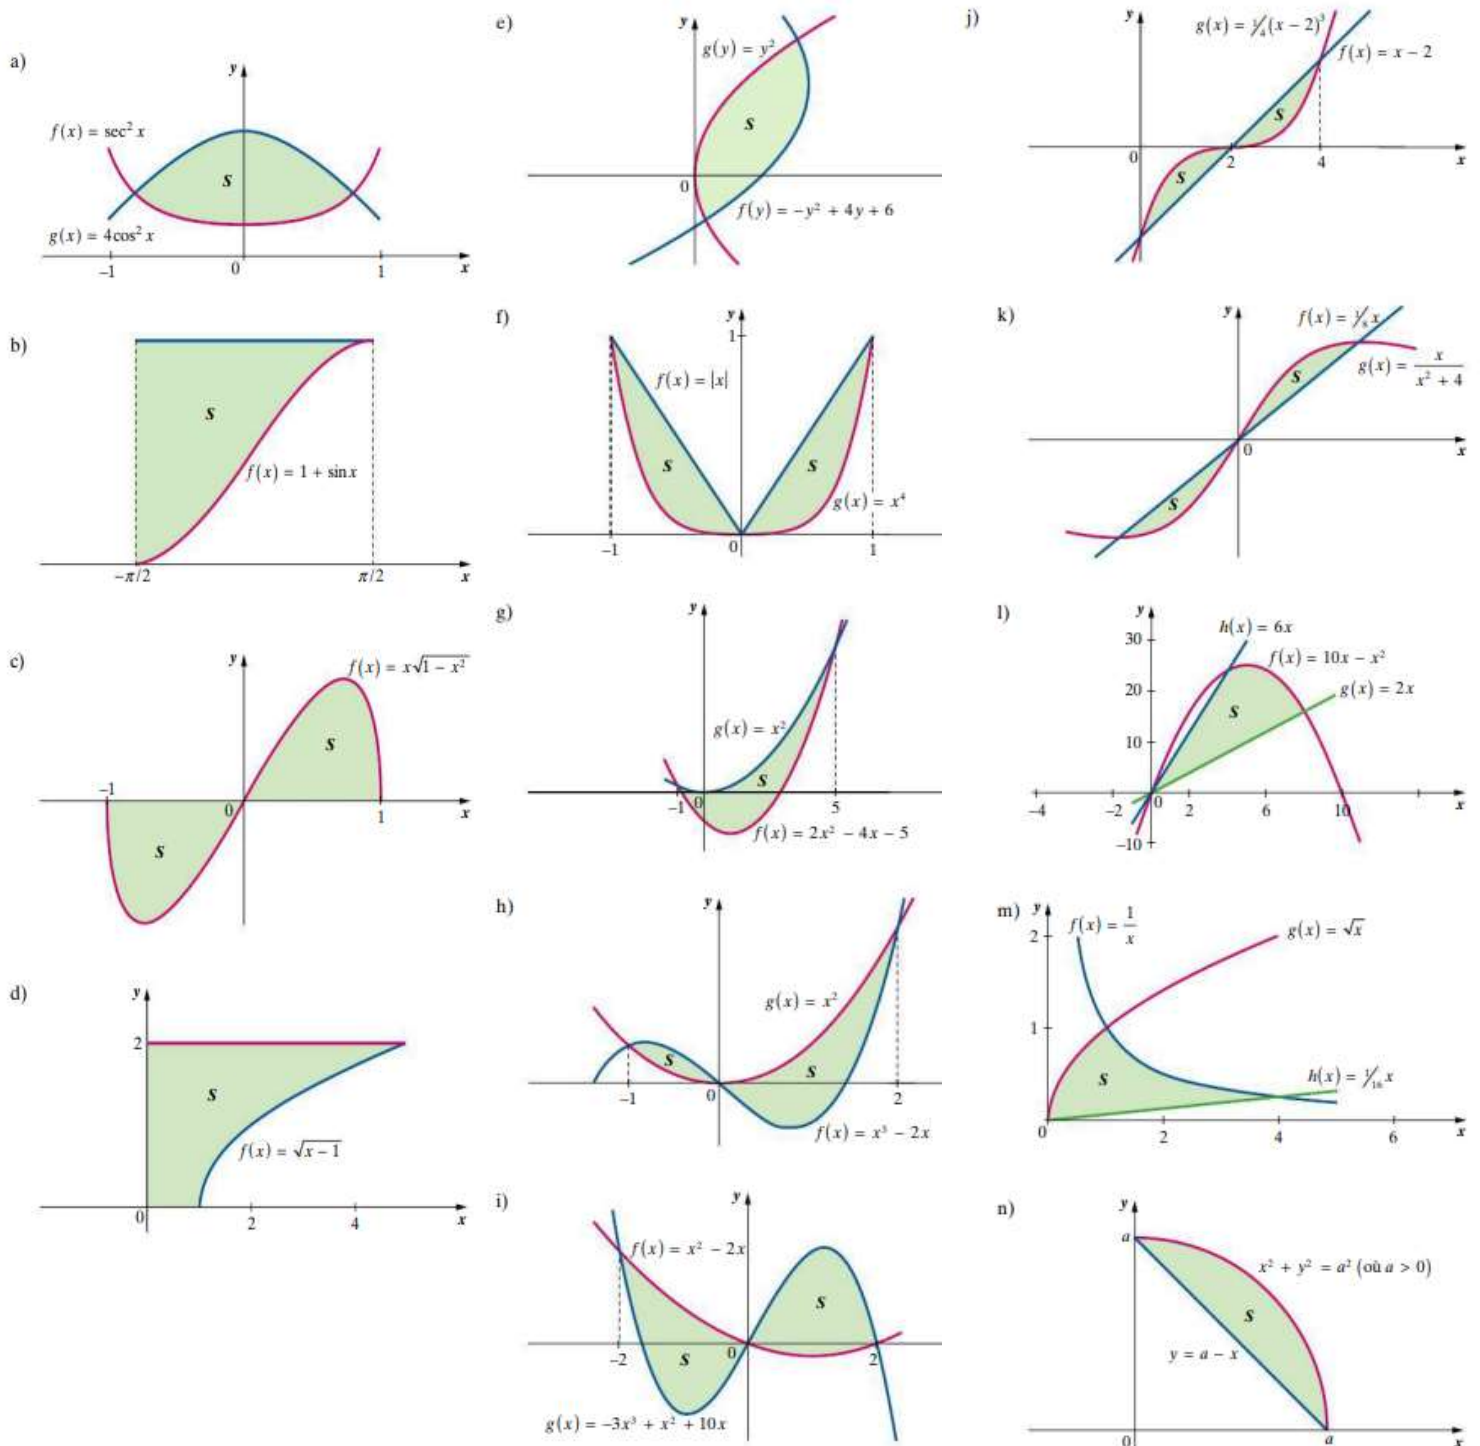 a)
y
f(x) = sec² x
S
g(x) = 4cos² x
−1
0
1
x
b)
S
f(x) = 1 + sin x
−π/2
π/2
x
c)
y
f(x) = x√(1 − x²)
S
−1
0
1
x
S
d)
y
2
S
f(x) = √(x − 1)
0
2
4
x
e)
y
g(y) = y²
S
0
f(y) = −y² + 4y + 6
f)
y
1
f(x) = |x|
S
S
g(x) = x⁴
−1
0
1
g)
y
g(x) = x²
S
−1
0
5
f(x) = 2x² − 4x − 5
h)
y
g(x) = x²
S
S
−1
0
2
f(x) = x³ − 2x
i)
y
f(x) = x² − 2x
S
−2
0
2
S
g(x) = −3x³ + x² + 10x
j)
y
g(x) = 1/4(x − 2)³
f(x) = x − 2
S
0
2
4
x
S
k)
y
f(x) = 1/8 x
g(x) = x/(x² + 4)
S
0
x
S
l)
y
h(x) = 6x
30
f(x) = 10x − x²
20
g(x) = 2x
S
10
−4
−2
0
2
6
10
x
−10
m)
y
f(x) = 1/x
2
g(x) = √x
1
S
h(x) = 1/16 x
0
2
4
6
x
n)
y
a
x² + y² = a² (où a > 0)
S
y = a − x
0
a
x